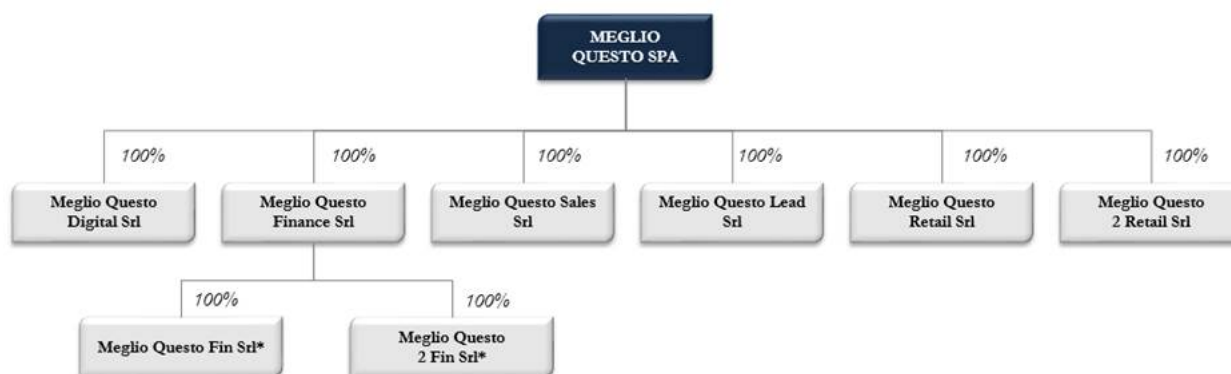 MEGLIO
QUESTO SPA
100%
100%
100%
100%
100%
100%
Meglio Questo
Digital Srl
Meglio Questo
Finance Srl
Meglio Questo Sales
Srl
Meglio Questo Lead
Srl
Meglio Questo
Retail Srl
Meglio Questo
2 Retail Srl
100%
100%
Meglio Questo Fin Srl*
Meglio Questo
2 Fin Srl*